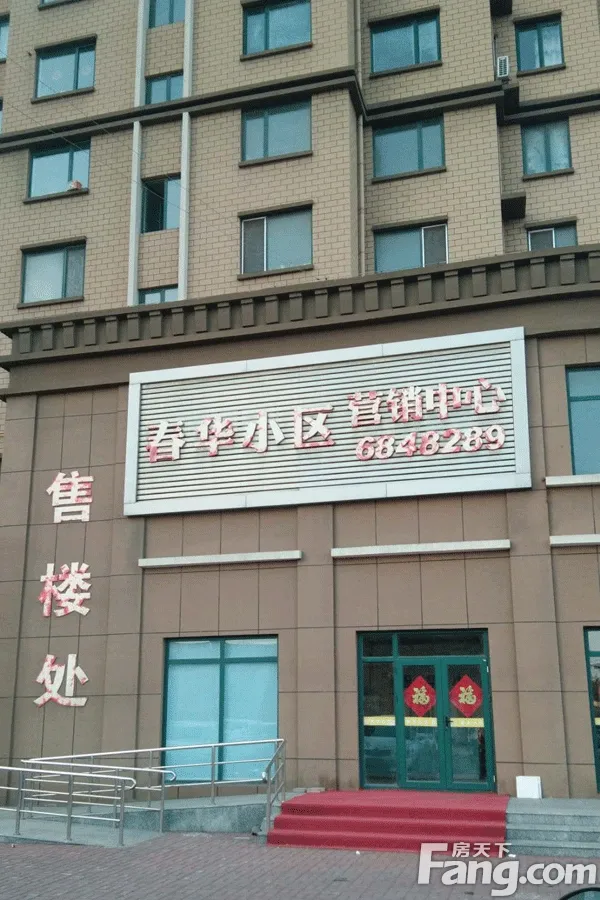 春华小区 营销中心
6848289
售楼处
福 福
房天下
Fang.com